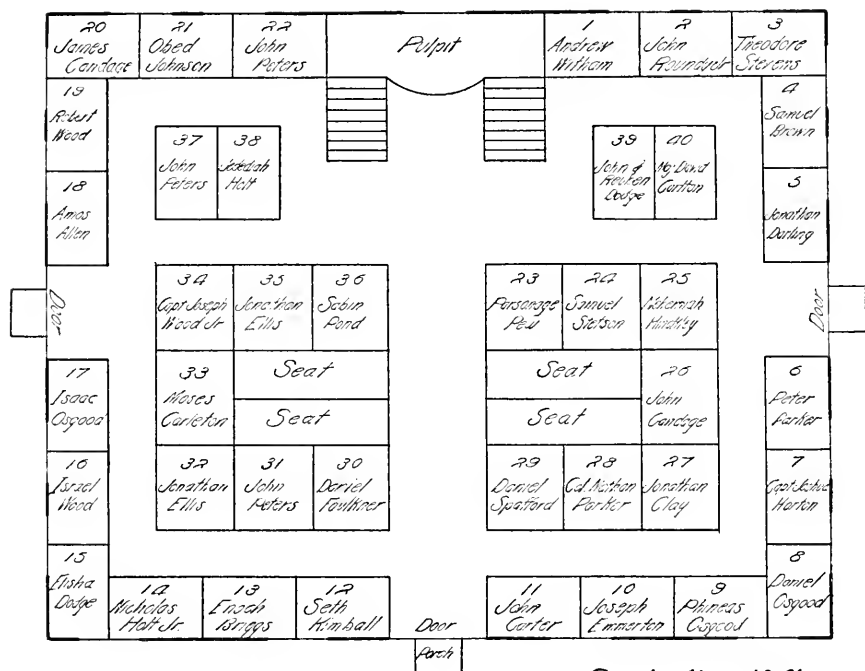 20
James
Candage
21
Obed
Johnson
22
John
Peters
Pulpit
1
Andrew
Witham
2
John
Roundy Jr
3
Theodore
Stevens
19
Robert
Wood
4
Samuel
Brown
37
John
Peters
38
Jedediah
Holt
39
John &
Reuben
Dodge
40
Maj. David
Carlton
18
Amos
Allen
5
Jonathan
Darling
Door
34
Capt Joseph
Wood Jr
35
Jonathan
Ellis
36
Sabin
Pond
23
Parsonage
Pew
24
Samuel
Stetson
25
Nehemiah
Hinckley
Door
33
Moses
Carleton
Seat
Seat
Seat
Seat
26
John
Candage
17
Isaac
Osgood
6
Peter
Parker
32
Jonathan
Ellis
31
John
Peters
30
Daniel
Faulkner
29
Daniel
Spafford
28
Col. Nathan
Parker
27
Jonathan
Clay
16
Israel
Wood
7
Capt Joshua
Horton
15
Elisha
Dodge
8
Daniel
Osgood
14
Nicholas
Holt Jr.
13
Enoch
Briggs
12
Seth
Kimball
Door
Porch
11
John
Carter
10
Joseph
Emmerton
9
Phineas
Osgood